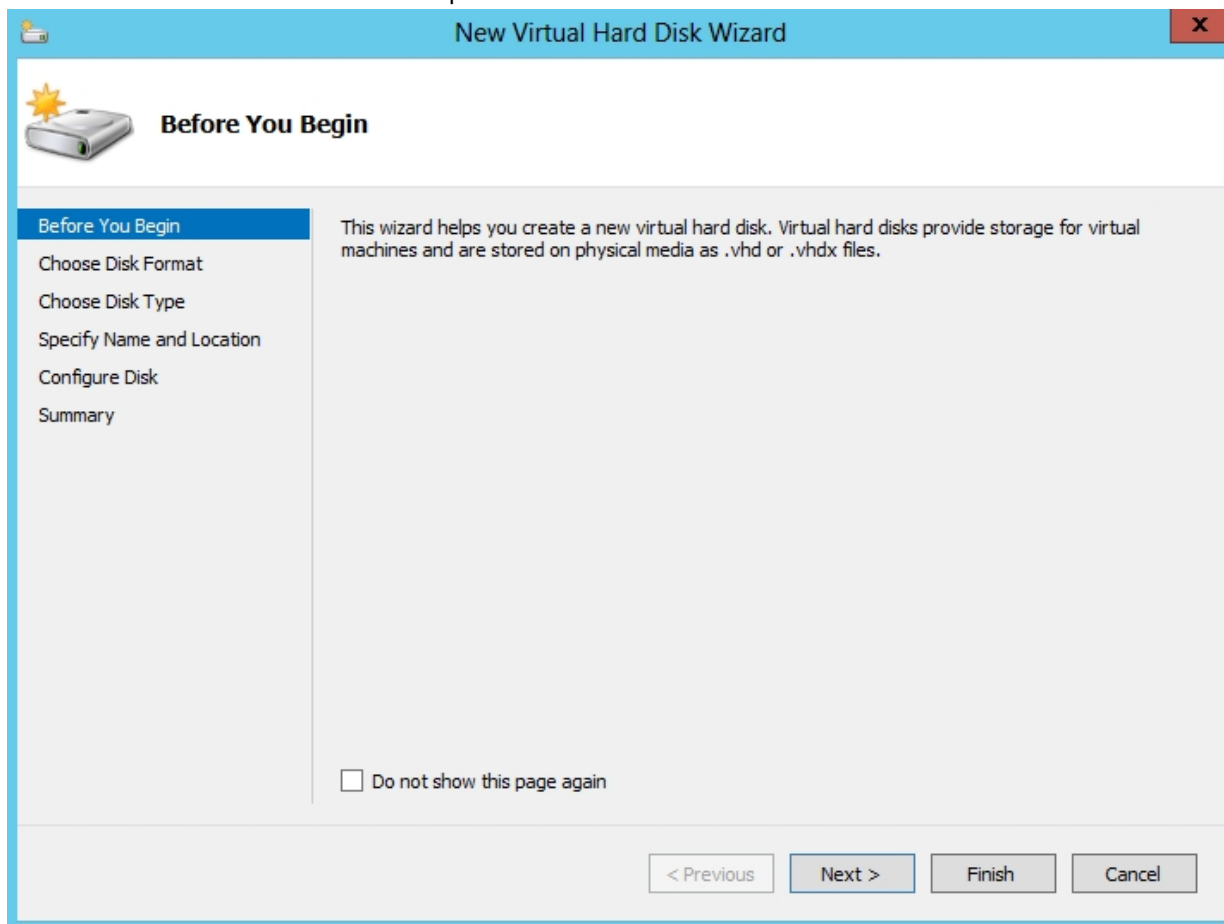 New Virtual Hard Disk Wizard
X
Before You Begin
Before You Begin
Choose Disk Format
Choose Disk Type
Specify Name and Location
Configure Disk
Summary
This wizard helps you create a new virtual hard disk. Virtual hard disks provide storage for virtual
machines and are stored on physical media as .vhd or .vhdx files.
Do not show this page again
< Previous
Next >
Finish
Cancel